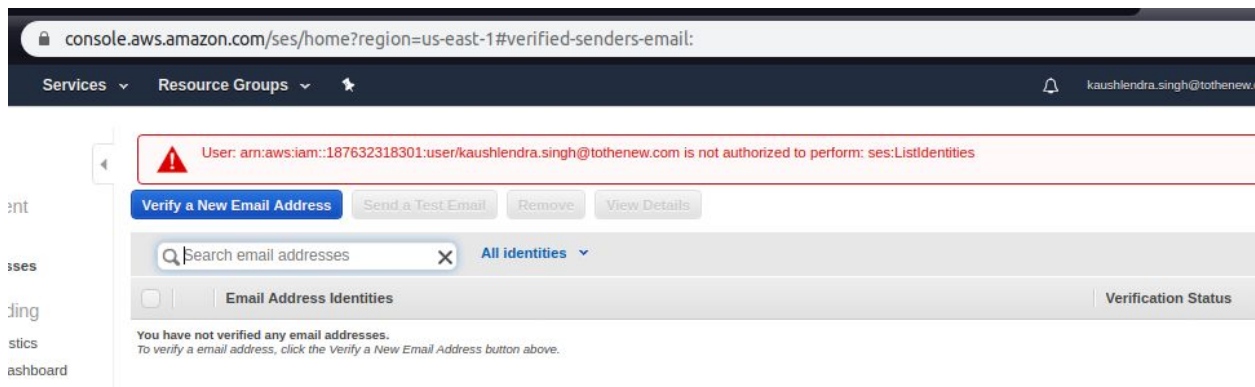 console.aws.amazon.com/ses/home?region=us-east-1#verified-senders-email:
Services Resource Groups kaushlendra.singh@tothenew.
User: arn:aws:iam::187632318301:user/kaushlendra.singh@tothenew.com is not authorized to perform: ses:ListIdentities
ent
Verify a New Email Address Send a Test Email Remove View Details
Search email addresses All identities
sses
Email Address Identities Verification Status
ding
You have not verified any email addresses.
stics
To verify a email address, click the Verify a New Email Address button above.
ashboard